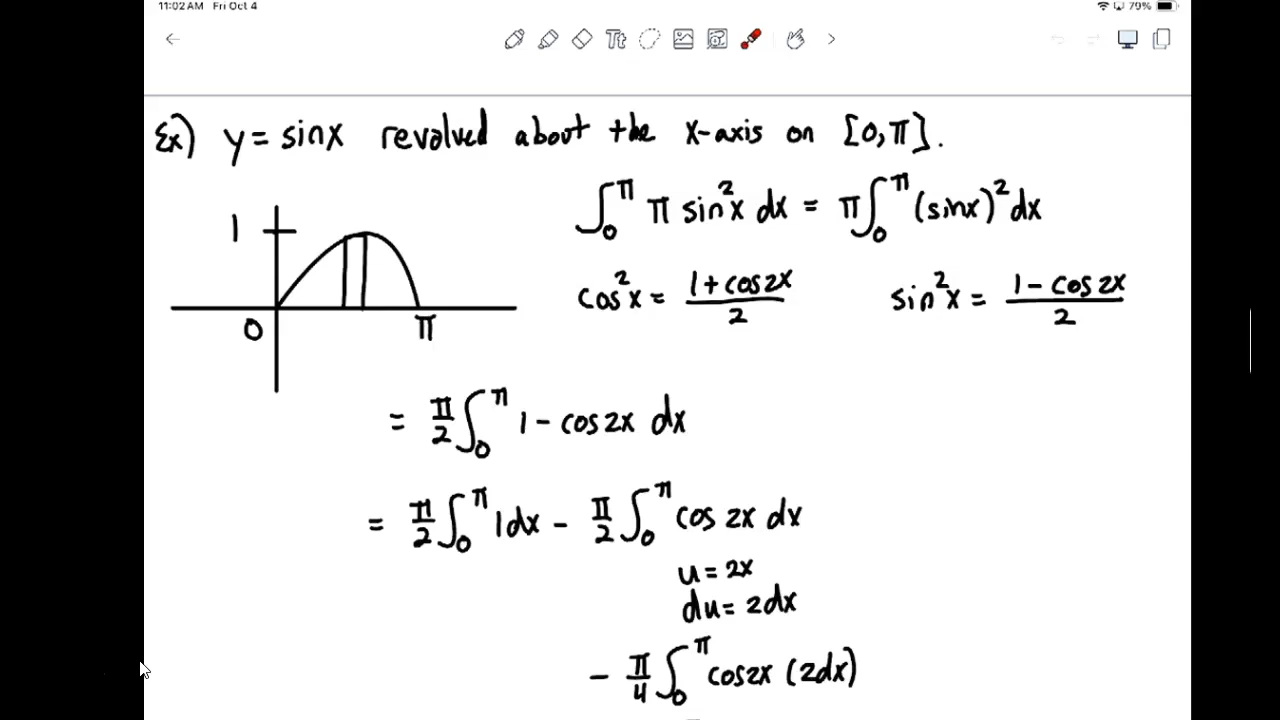 11:02AM Fri Oct 4 79%
Tt
Ex) y = sinx revolved about the x-axis on [0,π].
∫₀^π π sin²x dx = π∫₀^π (sinx)² dx
1
cos²x = (1+cos2x)/2 sin²x = (1-cos2x)/2
0 π
= π/2 ∫₀^π 1-cos2x dx
= π/2 ∫₀^π 1dx - π/2 ∫₀^π cos 2x dx
u = 2x
du = 2dx
- π/4 ∫₀^π cos2x (2dx)